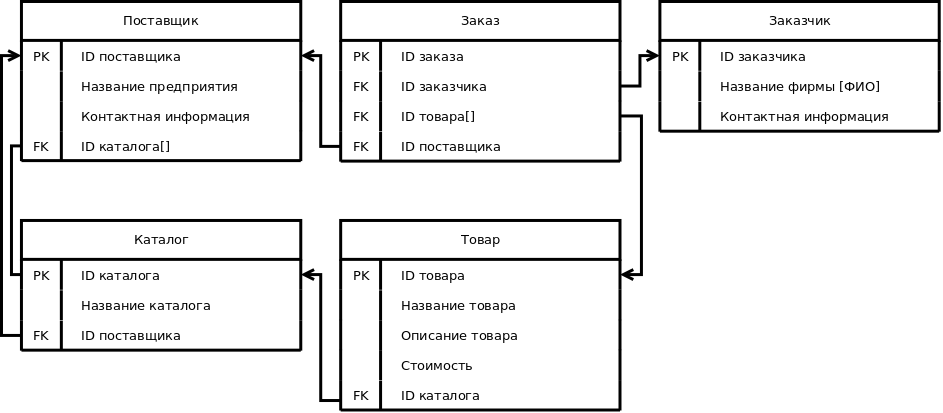 Поставщик
PK ID поставщика
Название предприятия
Контактная информация
FK ID каталога[]
Заказ
PK ID заказа
FK ID заказчика
FK ID товара[]
FK ID поставщика
Заказчик
PK ID заказчика
Название фирмы [ФИО]
Контактная информация
Каталог
PK ID каталога
Название каталога
FK ID поставщика
Товар
PK ID товара
Название товара
Описание товара
Стоимость
FK ID каталога